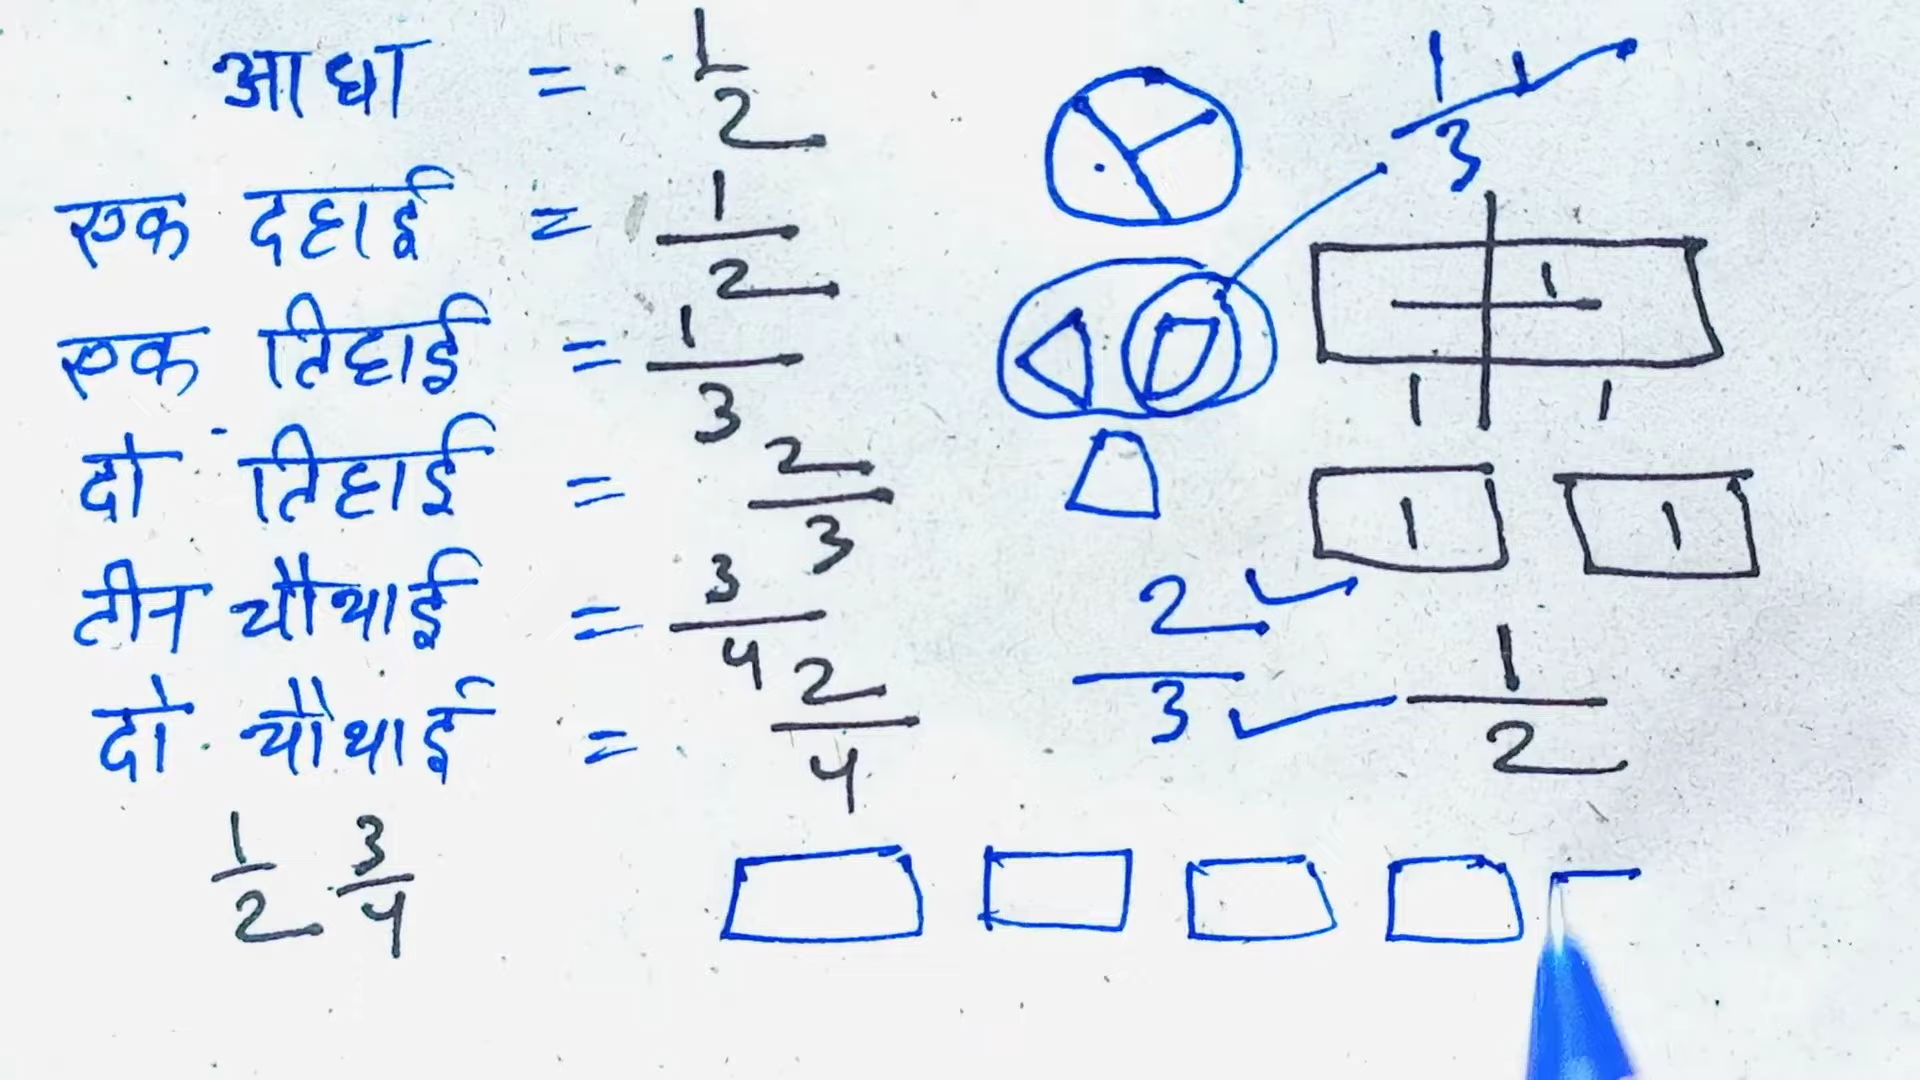 आधा = 1/2
एक दहाई = 1/2
एक तिहाई = 1/3
दो तिहाई = 2/3
तीन चौथाई = 3/4
दो चौथाई = 2/4
1/2 3/4
1/3 1
1
1 1
1 1
2/3
1/2